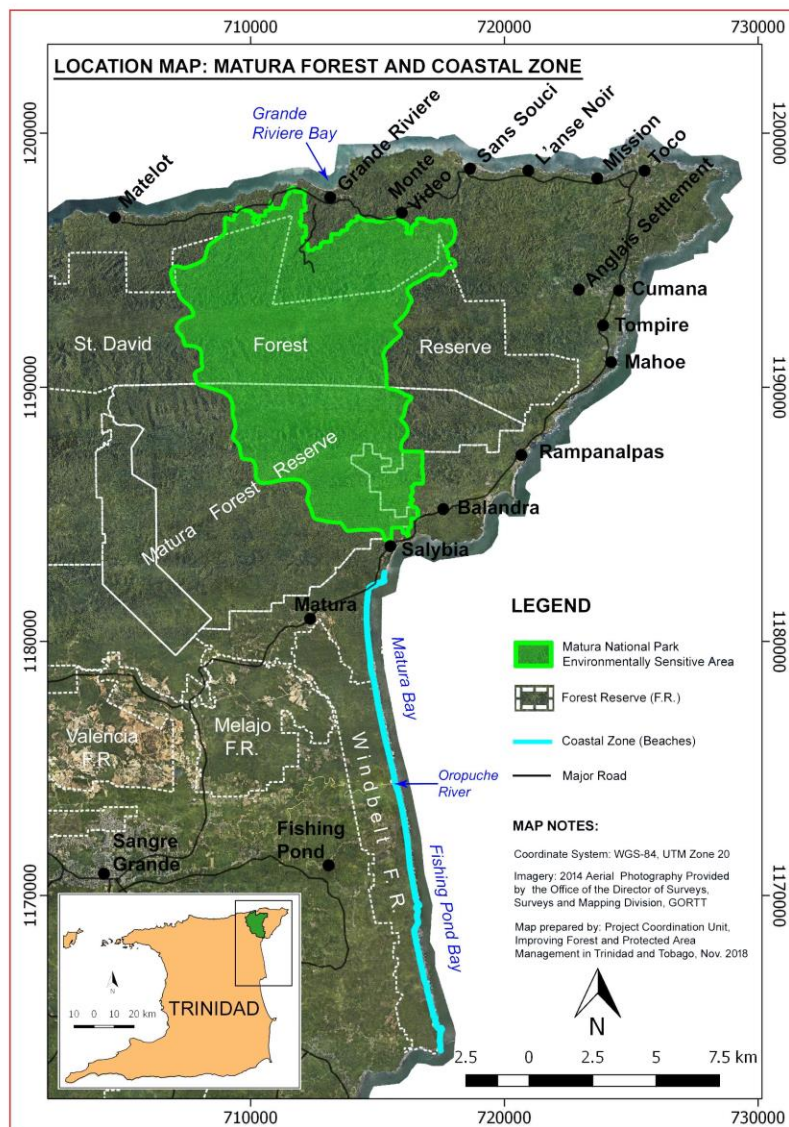 710000
720000
730000
LOCATION MAP: MATURA FOREST AND COASTAL ZONE
1200000
1200000
Grande
Riviere Bay
Matelot
Grande Riviere
Monte
Video
Sans Souci
L'anse Noir
Mission
Toco
Anglais Settlement
Cumana
Tompire
Mahoe
St. David
Forest
Reserve
1190000
1190000
Rampanalpas
Matura Forest Reserve
Balandra
Salybia
Matura
1180000
1180000
Matura Bay
Valencia
F.R.
Melajo
F.R.
Windbelt F.R.
Oropuche
River
Sangre
Grande
Fishing
Pond
Fishing Pond Bay
1170000
1170000
LEGEND
Matura National Park
Environmentally Sensitive Area
Forest Reserve (F.R.)
Coastal Zone (Beaches)
Major Road
MAP NOTES:
Coordinate System: WGS-84, UTM Zone 20
Imagery: 2014 Aerial Photography Provided
by the Office of the Director of Surveys,
Surveys and Mapping Division, GORTT
Map prepared by: Project Coordination Unit,
Improving Forest and Protected Area
Management in Trinidad and Tobago, Nov. 2018
N
2.5 0 2.5 5 7.5 km
N
10 0 10 20 km
TRINIDAD
710000
720000
730000